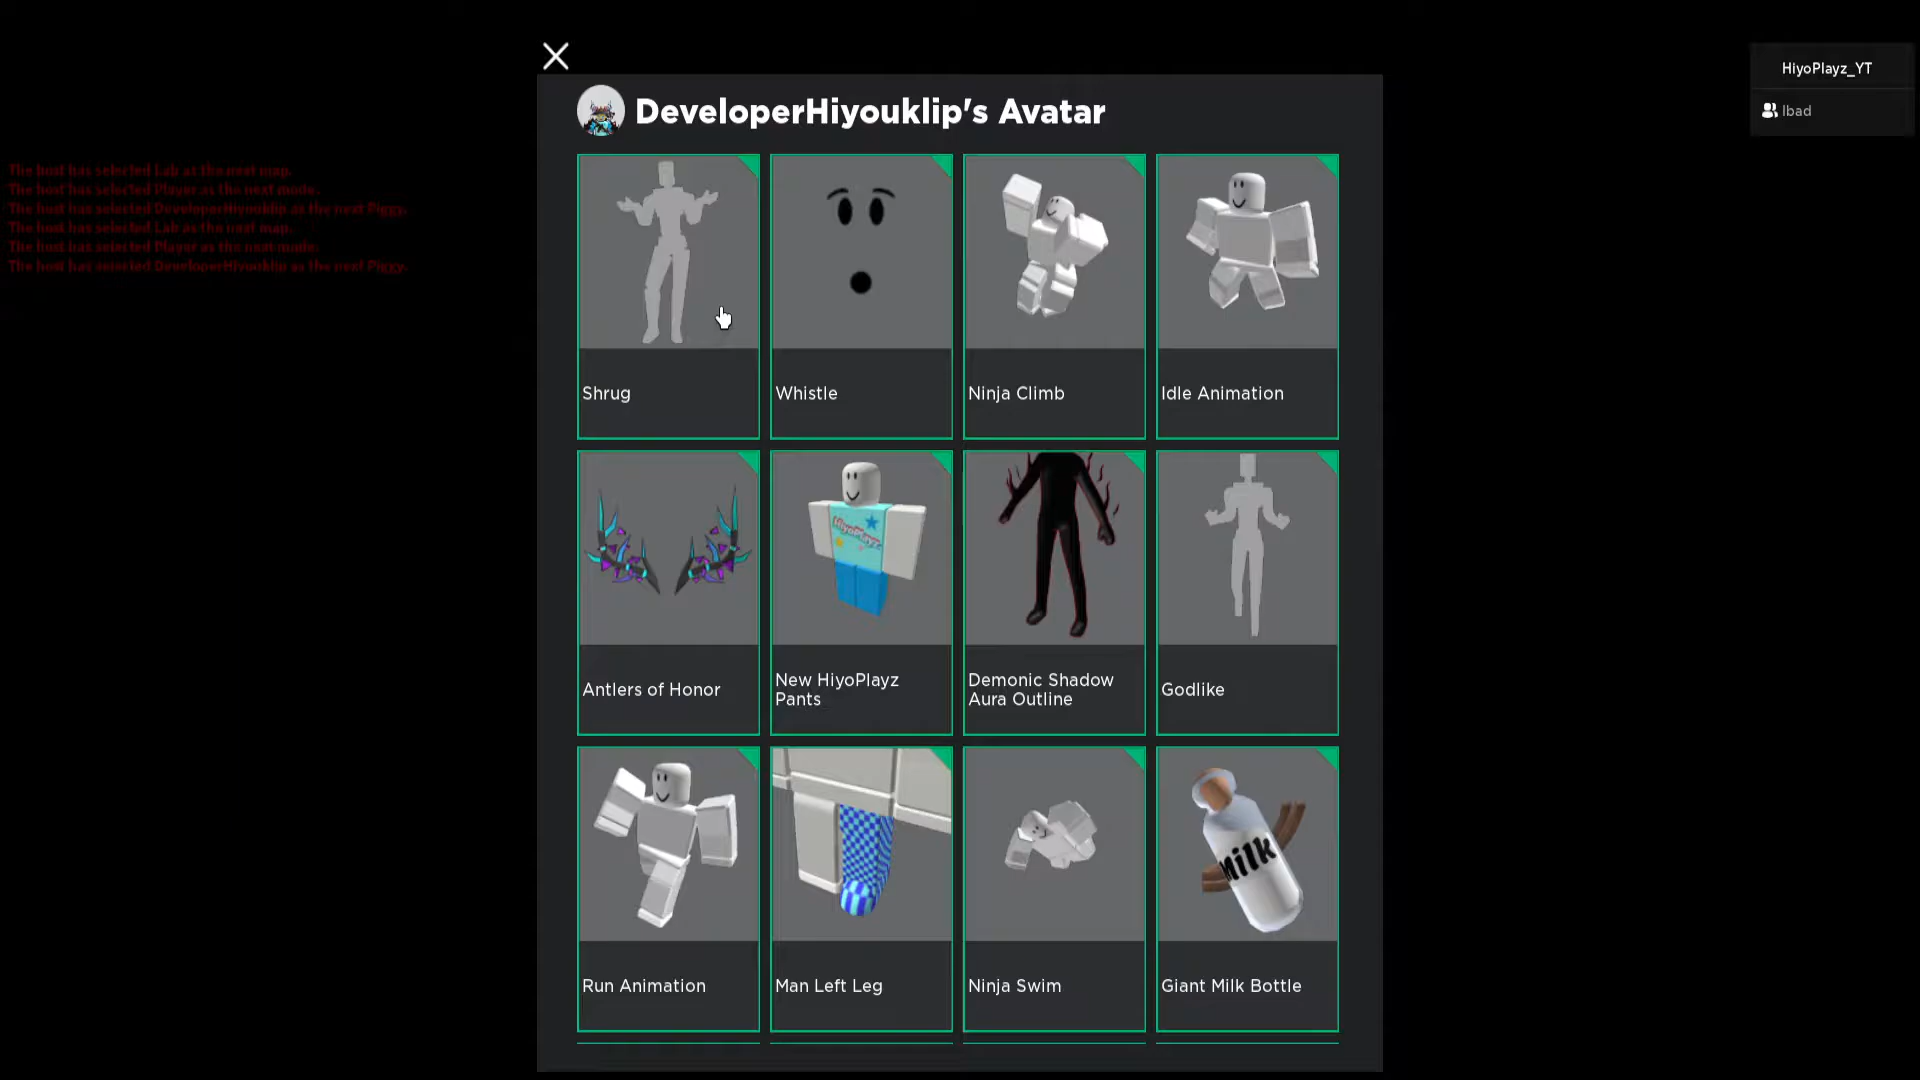 HiyoPlayz_YT
Ibad
DeveloperHiyouklip's Avatar
The host has selected Lab as the next map.
The host has selected Player as the next mode.
The host has selected DeveloperHiyouklip as the next Piggy.
The host has selected Lab as the next map.
The host has selected Player as the next mode.
The host has selected DeveloperHiyouklip as the next Piggy.
Shrug
Whistle
Ninja Climb
Idle Animation
HiyoPlayz
Antlers of Honor
New HiyoPlayz
Pants
Demonic Shadow
Aura Outline
Godlike
Milk
Run Animation
Man Left Leg
Ninja Swim
Giant Milk Bottle